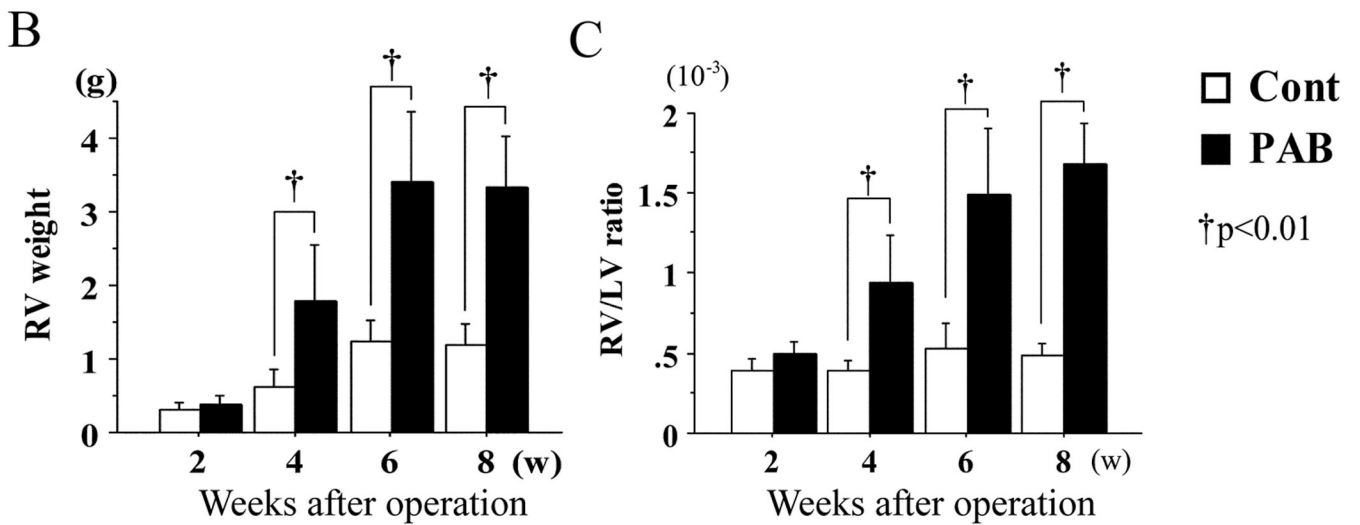 B
(g)
4
3
2
1
0
RV weight
†
†
†
2 4 6 8 (w)
Weeks after operation
C
(10-3)
2
1.5
1
.5
0
RV/LV ratio
†
†
†
2 4 6 8 (w)
Weeks after operation
Cont
PAB
†p<0.01